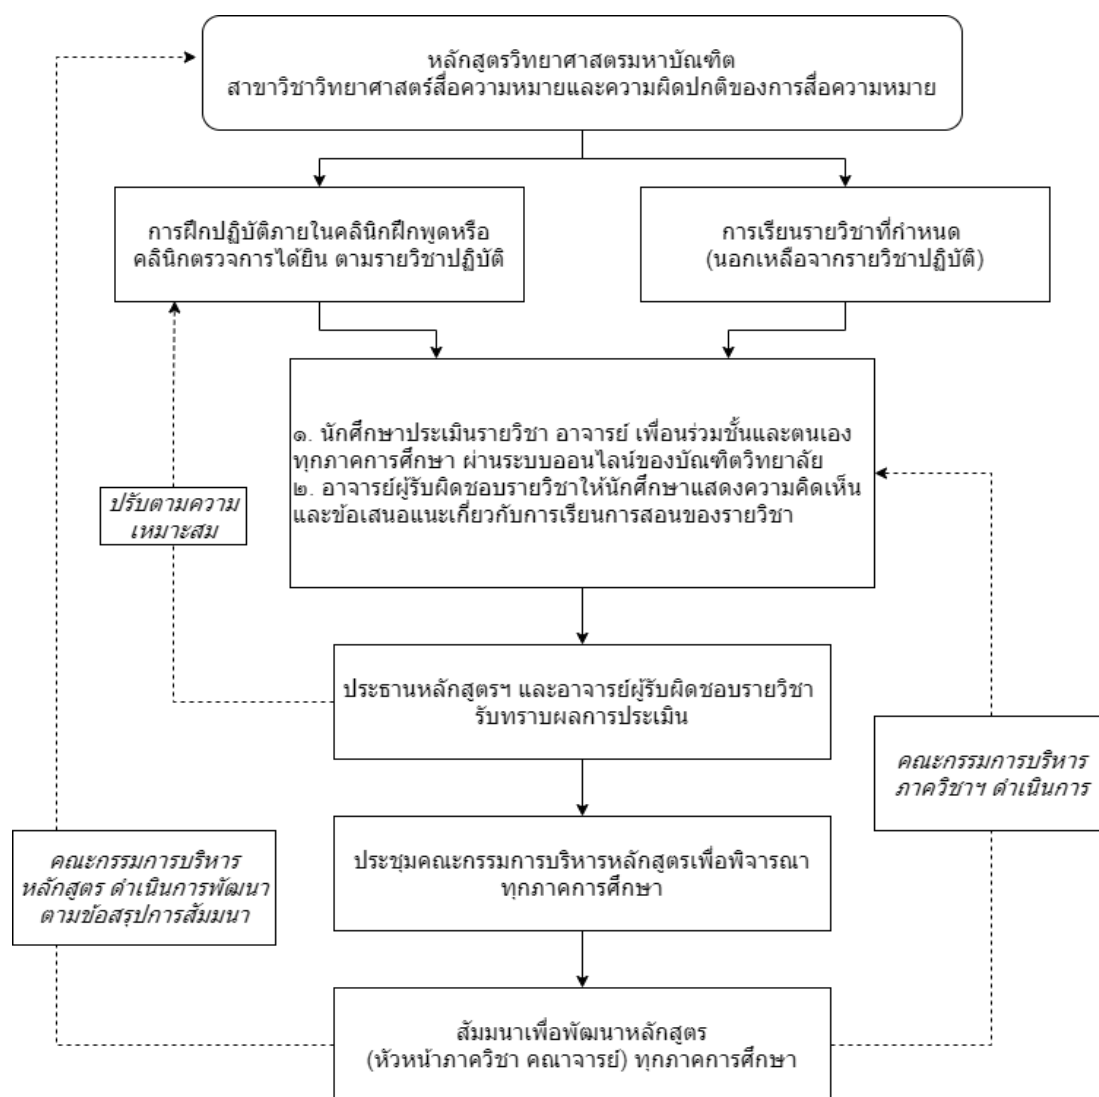 หลักสูตรวิทยาศาสตรมหาบัณฑิต
สาขาวิชาวิทยาศาสตร์สื่อความหมายและความผิดปกติของการสื่อความหมาย
การฝึกปฏิบัติภายในคลินิกฝึกพูดหรือ
คลินิกตรวจการได้ยิน ตามรายวิชาปฏิบัติ
การเรียนรายวิชาที่กำหนด
(นอกเหลือจากรายวิชาปฏิบัติ)
๑. นักศึกษาประเมินรายวิชา อาจารย์ เพื่อนร่วมชั้นและตนเอง
ทุกภาคการศึกษา ผ่านระบบออนไลน์ของบัณฑิตวิทยาลัย
๒. อาจารย์ผู้รับผิดชอบรายวิชาให้นักศึกษาแสดงความคิดเห็น
และข้อเสนอแนะเกี่ยวกับการเรียนการสอนของรายวิชา
ปรับตามความ
เหมาะสม
ประธานหลักสูตรฯ และอาจารย์ผู้รับผิดชอบรายวิชา
รับทราบผลการประเมิน
คณะกรรมการบริหาร
ภาควิชาฯ ดำเนินการ
ประชุมคณะกรรมการบริหารหลักสูตรเพื่อพิจารณา
ทุกภาคการศึกษา
คณะกรรมการบริหาร
หลักสูตร ดำเนินการพัฒนา
ตามข้อสรุปการสัมมนา
สัมมนาเพื่อพัฒนาหลักสูตร
(หัวหน้าภาควิชา คณาจารย์) ทุกภาคการศึกษา